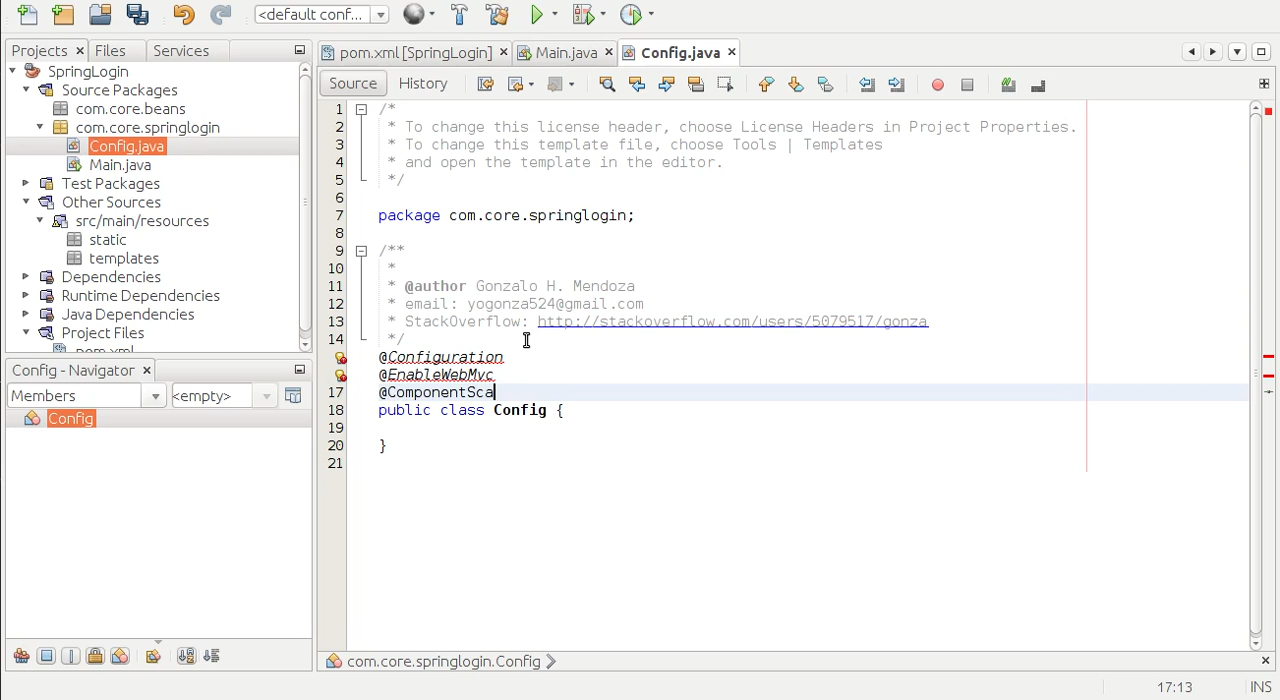 <default conf...
Projects
Files
Services
SpringLogin
Source Packages
com.core.beans
com.core.springlogin
Config.java
Main.java
Test Packages
Other Sources
src/main/resources
static
templates
Dependencies
Runtime Dependencies
Java Dependencies
Project Files
pom.xml
Config - Navigator
Members
<empty>
Config
pom.xml [SpringLogin]
Main.java
Config.java
Source
History
1 /*
2 * To change this license header, choose License Headers in Project Properties.
3 * To change this template file, choose Tools | Templates
4 * and open the template in the editor.
5 */
6
7 package com.core.springlogin;
8
9 /**
10 *
11 * @author Gonzalo H. Mendoza
12 * email: yogonza524@gmail.com
13 * StackOverflow: http://stackoverflow.com/users/5079517/gonza
14 */
@Configuration
@EnableWebMvc
17 @ComponentSca
18 public class Config {
19
20 }
21
com.core.springlogin.Config
17:13
INS